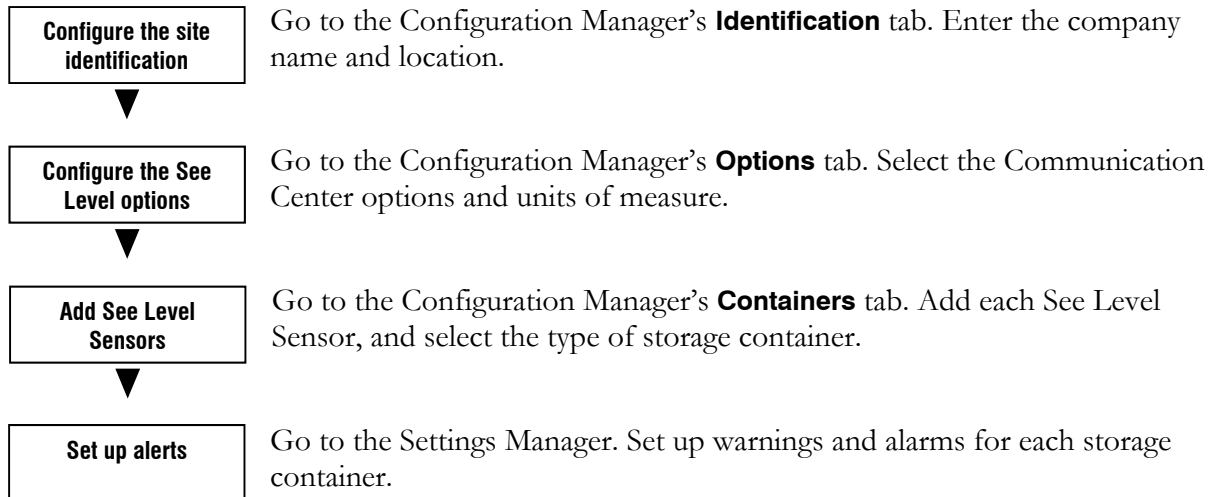 Configure the site
identification
Go to the Configuration Manager’s Identification tab. Enter the company
name and location.
Configure the See
Level options
Go to the Configuration Manager’s Options tab. Select the Communication
Center options and units of measure.
Add See Level
Sensors
Go to the Configuration Manager’s Containers tab. Add each See Level
Sensor, and select the type of storage container.
Set up alerts
Go to the Settings Manager. Set up warnings and alarms for each storage
container.